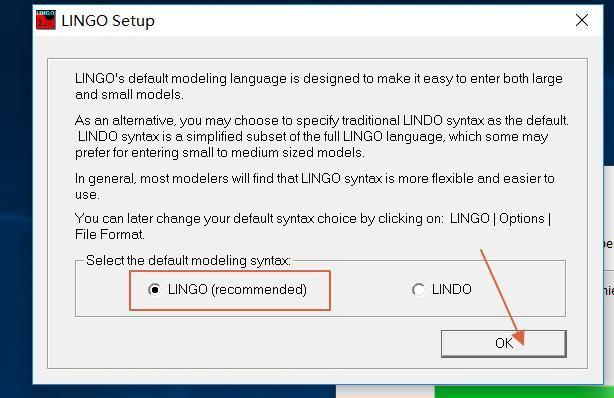 LINGO Setup
LINGO's default modeling language is designed to make it easy to enter both large
and small models.
As an alternative, you may choose to specify traditional LINDO syntax as the default.
LINDO syntax is a simplified subset of the full LINGO language, which some may
prefer for entering small to medium sized models.
In general, most modelers will find that LINGO syntax is more flexible and easier to
use.
You can later change your default syntax choice by clicking on: LINGO | Options |
File Format.
Select the default modeling syntax:
LINGO (recommended)
LINDO
OK